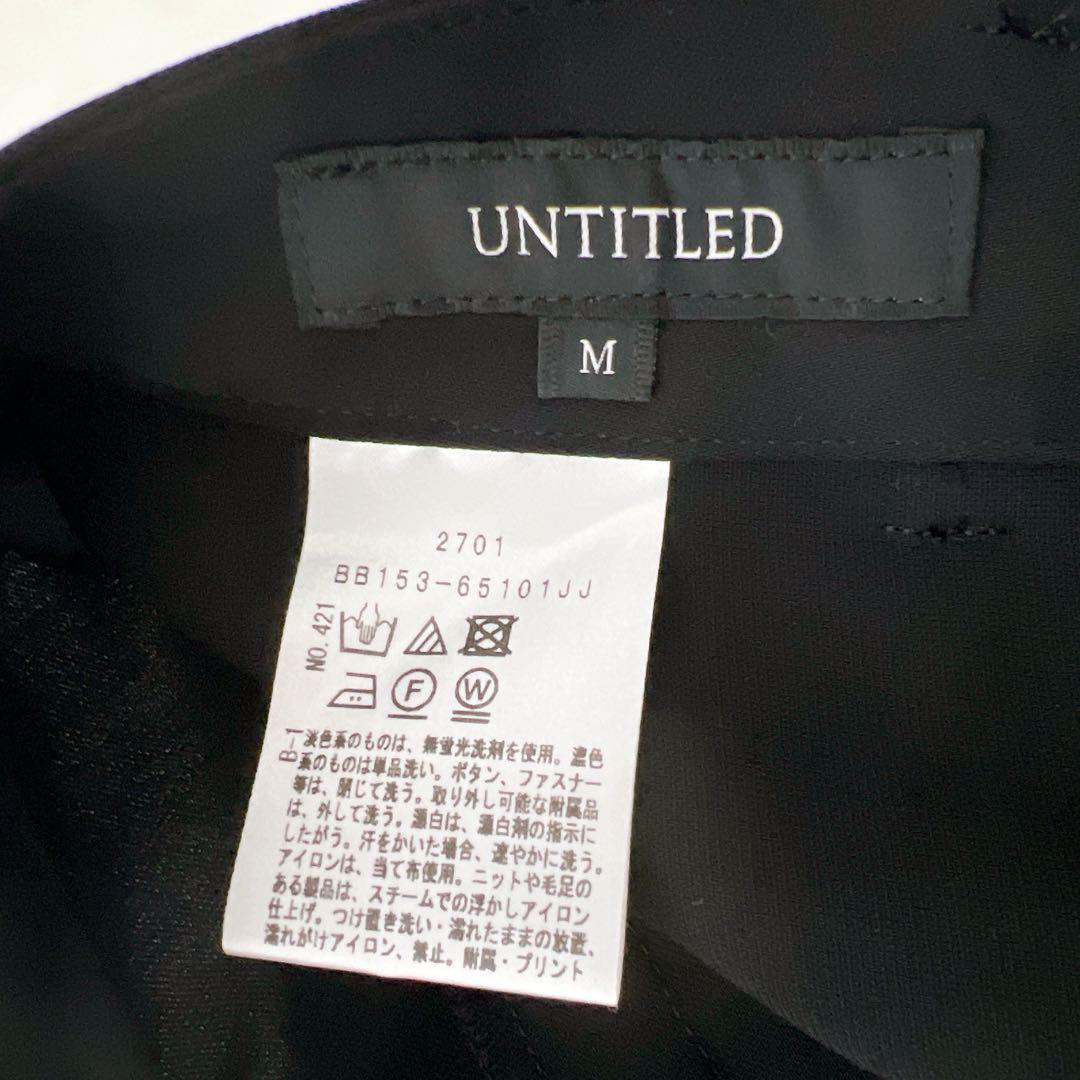 UNTITLED
M
2701
BB153-65101JJ
NO.421
F W
B-1
淡色系のものは、無蛍光洗剤を使用。濃色
系のものは単品洗い。ボタン、ファスナー
等は、閉じて洗う。取り外し可能な附属品
は、外して洗う。漂白は、漂白剤の指示に
したがう。汗をかいた場合、速やかに洗う。
アイロンは、当て布使用。ニットや毛足の
ある製品は、スチームでの浮かしアイロン
仕上げ。つけ置き洗い・濡れたままの放置、
濡れがけアイロン、禁止。附属・プリント